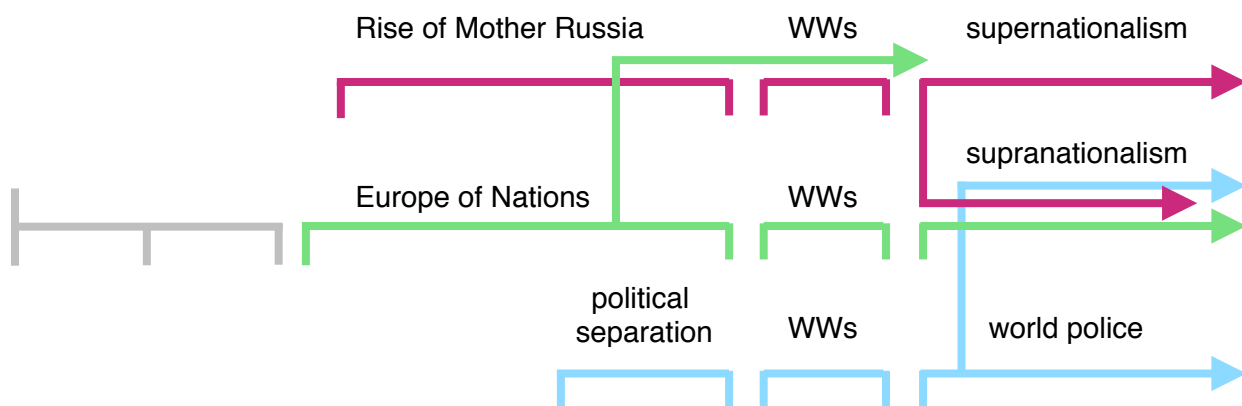 Rise of Mother Russia
WWs
supernationalism
supranationalism
Europe of Nations
WWs
political
separation
WWs
world police